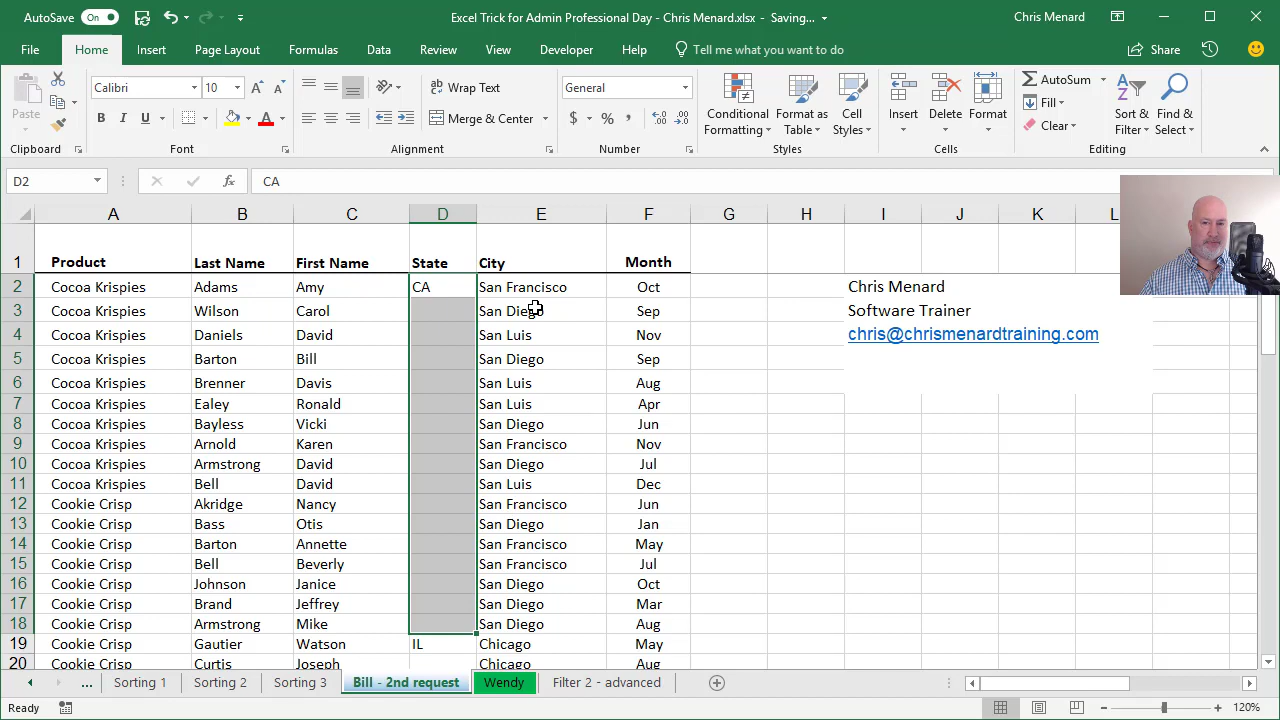 AutoSave On Excel Trick for Admin Professional Day - Chris Menard.xlsx - Saving... Chris Menard
File Home Insert Page Layout Formulas Data Review View Developer Help Tell me what you want to do Share
Calibri 10 Wrap Text General AutoSum
Paste B I U A Merge & Center $ % , Conditional Formatting Format as Table Cell Styles Insert Delete Format Fill Clear Sort & Filter Find & Select
Clipboard Font Alignment Number Styles Cells Editing
D2 fx CA
A B C D E F G H I J K L
1 Product Last Name First Name State City Month
2 Cocoa Krispies Adams Amy CA San Francisco Oct Chris Menard
3 Cocoa Krispies Wilson Carol San Diego Sep Software Trainer
4 Cocoa Krispies Daniels David San Luis Nov chris@chrismenardtraining.com
5 Cocoa Krispies Barton Bill San Diego Sep
6 Cocoa Krispies Brenner Davis San Luis Aug
7 Cocoa Krispies Ealey Ronald San Luis Apr
8 Cocoa Krispies Bayless Vicki San Diego Jun
9 Cocoa Krispies Arnold Karen San Francisco Nov
10 Cocoa Krispies Armstrong David San Diego Jul
11 Cocoa Krispies Bell David San Luis Dec
12 Cookie Crisp Akridge Nancy San Francisco Jun
13 Cookie Crisp Bass Otis San Diego Jan
14 Cookie Crisp Barton Annette San Francisco May
15 Cookie Crisp Bell Beverly San Francisco Jul
16 Cookie Crisp Johnson Janice San Diego Oct
17 Cookie Crisp Brand Jeffrey San Diego Mar
18 Cookie Crisp Armstrong Mike San Diego Aug
19 Cookie Crisp Gautier Watson IL Chicago May
20 Cookie Crisp Curtis Joseph Chicago Aug
... Sorting 1 Sorting 2 Sorting 3 Bill - 2nd request Wendy Filter 2 - advanced
Ready 120%